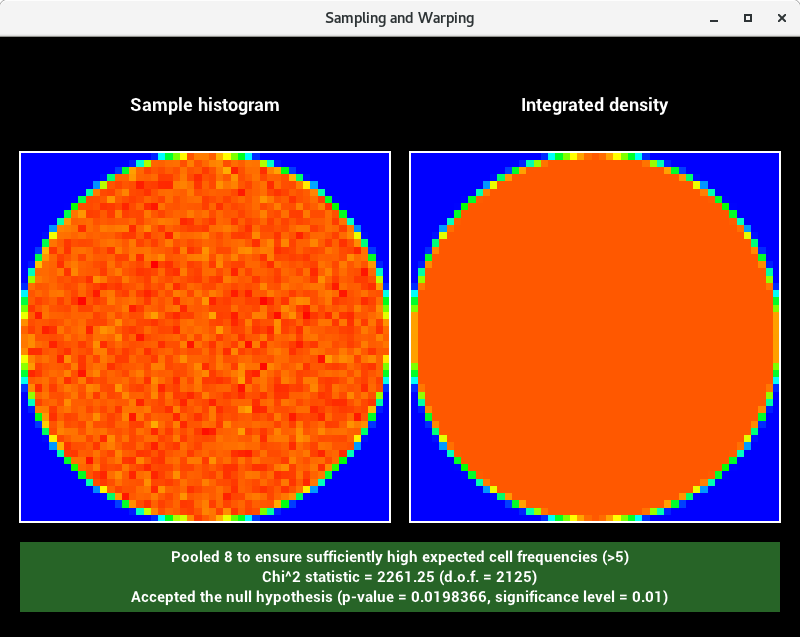 Sampling and Warping
Sample histogram
Integrated density
Pooled 8 to ensure sufficiently high expected cell frequencies (>5)
Chi^2 statistic = 2261.25 (d.o.f. = 2125)
Accepted the null hypothesis (p-value = 0.0198366, significance level = 0.01)